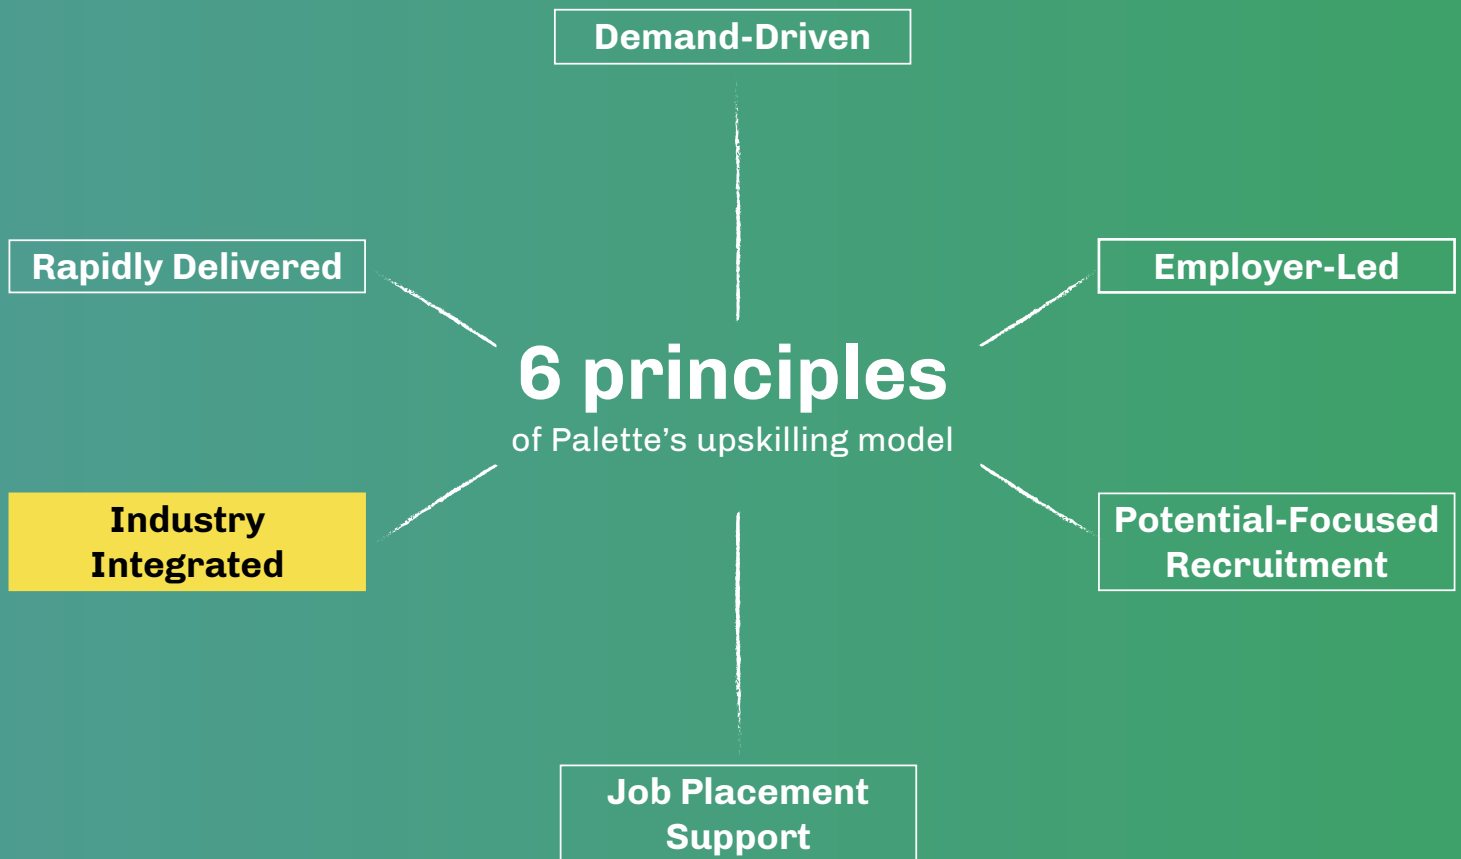 Demand-Driven
Rapidly Delivered
Employer-Led
6 principles
of Palette’s upskilling model
Industry
Integrated
Potential-Focused
Recruitment
Job Placement
Support